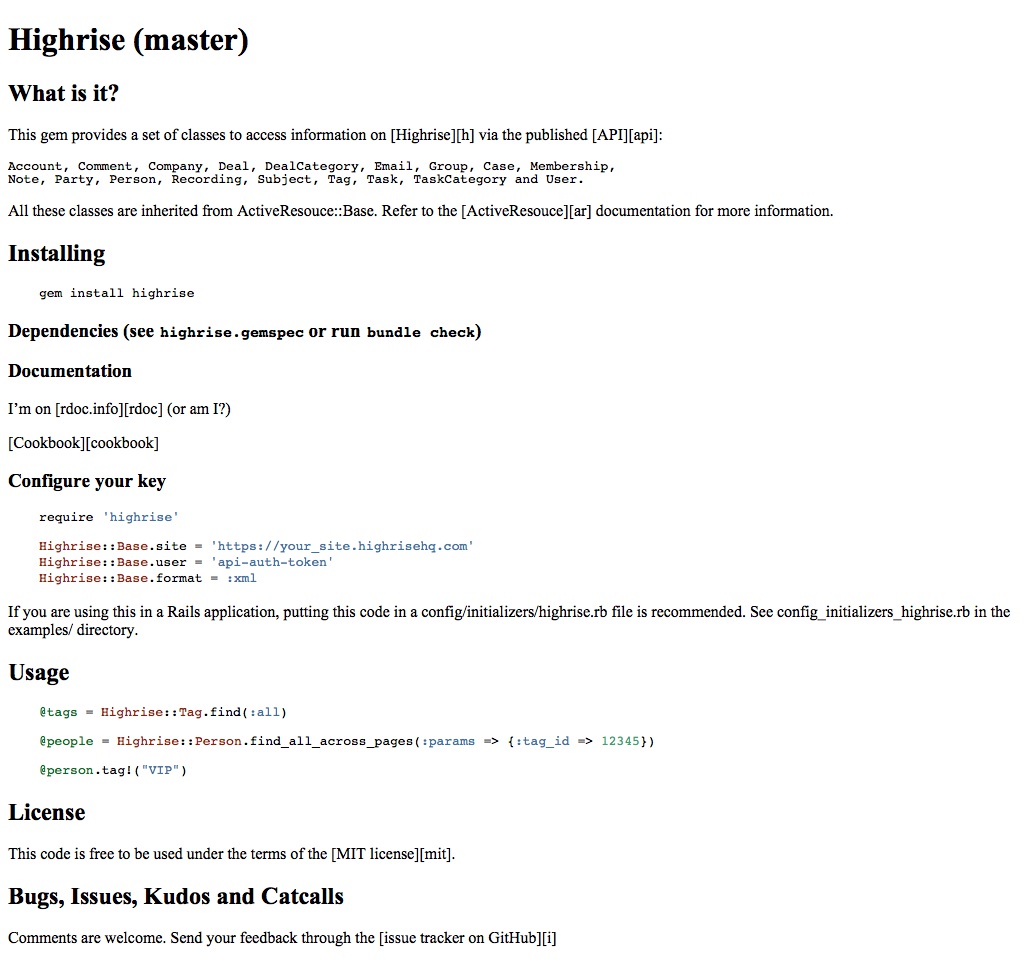 Highrise (master)
What is it?
This gem provides a set of classes to access information on [Highrise][h] via the published [API][api]:
Account, Comment, Company, Deal, DealCategory, Email, Group, Case, Membership,
Note, Party, Person, Recording, Subject, Tag, Task, TaskCategory and User.
All these classes are inherited from ActiveResouce::Base. Refer to the [ActiveResouce][ar] documentation for more information.
Installing
gem install highrise
Dependencies (see highrise.gemspec or run bundle check)
Documentation
I’m on [rdoc.info][rdoc] (or am I?)
[Cookbook][cookbook]
Configure your key
require 'highrise'
Highrise::Base.site = 'https://your_site.highrisehq.com'
Highrise::Base.user = 'api-auth-token'
Highrise::Base.format = :xml
If you are using this in a Rails application, putting this code in a config/initializers/highrise.rb file is recommended. See config_initializers_highrise.rb in the
examples/ directory.
Usage
@tags = Highrise::Tag.find(:all)
@people = Highrise::Person.find_all_across_pages(:params => {:tag_id => 12345})
@person.tag!("VIP")
License
This code is free to be used under the terms of the [MIT license][mit].
Bugs, Issues, Kudos and Catcalls
Comments are welcome. Send your feedback through the [issue tracker on GitHub][i]